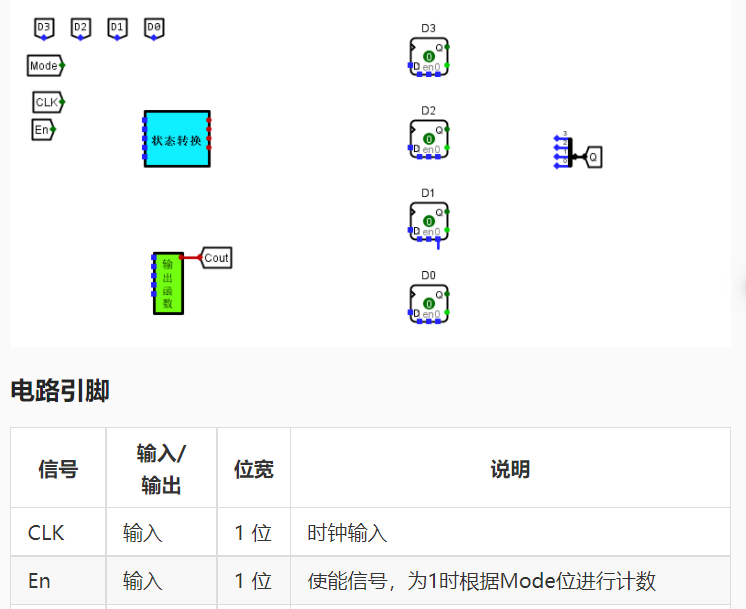 D3 D2 D1 D0
Mode
CLK
En
状态转换
输出函数
Cout
D3
Q
0
D en0
D2
Q
0
D en0
D1
Q
0
D en0
D0
Q
0
D en0
3
2
1
0
Q
电路引脚
信号 输入/输出 位宽 说明
CLK 输入 1 位 时钟输入
En 输入 1 位 使能信号，为1时根据Mode位进行计数